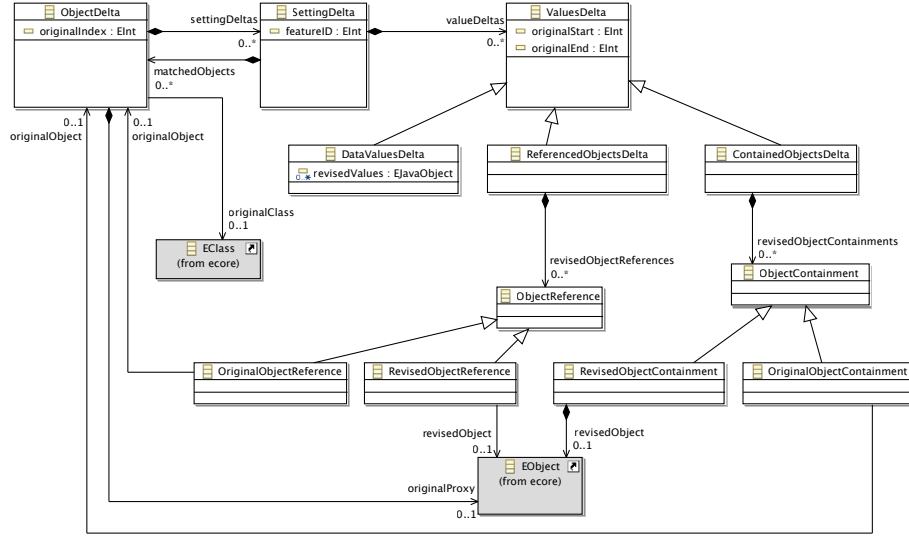 ObjectDelta
originalIndex : EInt
settingDeltas
0..*
SettingDelta
featureID : EInt
valueDeltas
0..*
ValuesDelta
originalStart : EInt
originalEnd : EInt
matchedObjects
0..*
0..1
originalObject
0..1
originalObject
DataValuesDelta
0..* revisedValues : EJavaObject
ReferencedObjectsDelta
ContainedObjectsDelta
originalClass
0..1
EClass
(from ecore)
revisedObjectReferences
0..*
revisedObjectContainments
0..*
ObjectContainment
ObjectReference
OriginalObjectReference
RevisedObjectReference
RevisedObjectContainment
OriginalObjectContainment
revisedObject
0..1
revisedObject
0..1
EObject
(from ecore)
originalProxy
0..1